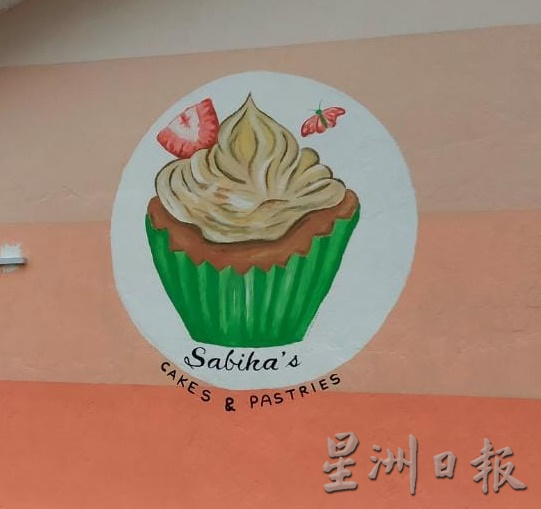 Sabiha's
CAKES & PASTRIES
星洲日報